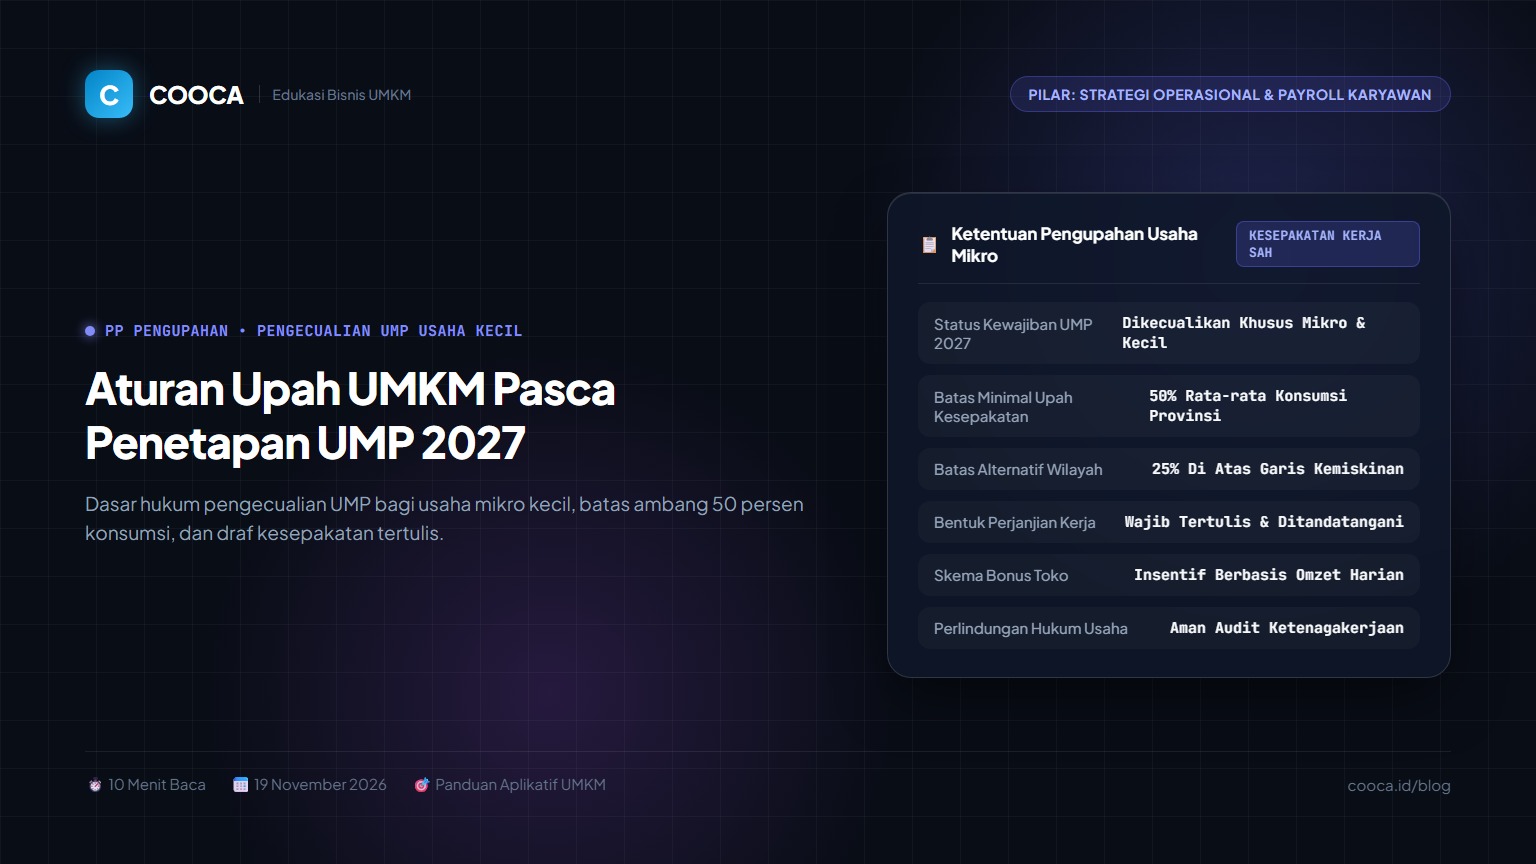 C COOCA Edukasi Bisnis UMKM
PILAR: STRATEGI OPERASIONAL & PAYROLL KARYAWAN
PP PENGUPAHAN • PENGECUALIAN UMP USAHA KECIL
Aturan Upah UMKM Pasca
Penetapan UMP 2027
Dasar hukum pengecualian UMP bagi usaha mikro kecil, batas ambang 50 persen
konsumsi, dan draf kesepakatan tertulis.
Ketentuan Pengupahan Usaha
Mikro
KESEPAKATAN KERJA
SAH
Status Kewajiban UMP
2027
Dikecualikan Khusus Mikro &
Kecil
Batas Minimal Upah
Kesepakatan
50% Rata-rata Konsumsi
Provinsi
Batas Alternatif Wilayah 25% Di Atas Garis Kemiskinan
Bentuk Perjanjian Kerja Wajib Tertulis & Ditandatangani
Skema Bonus Toko Insentif Berbasis Omzet Harian
Perlindungan Hukum Usaha Aman Audit Ketenagakerjaan
10 Menit Baca 19 November 2026 Panduan Aplikatif UMKM
cooca.id/blog